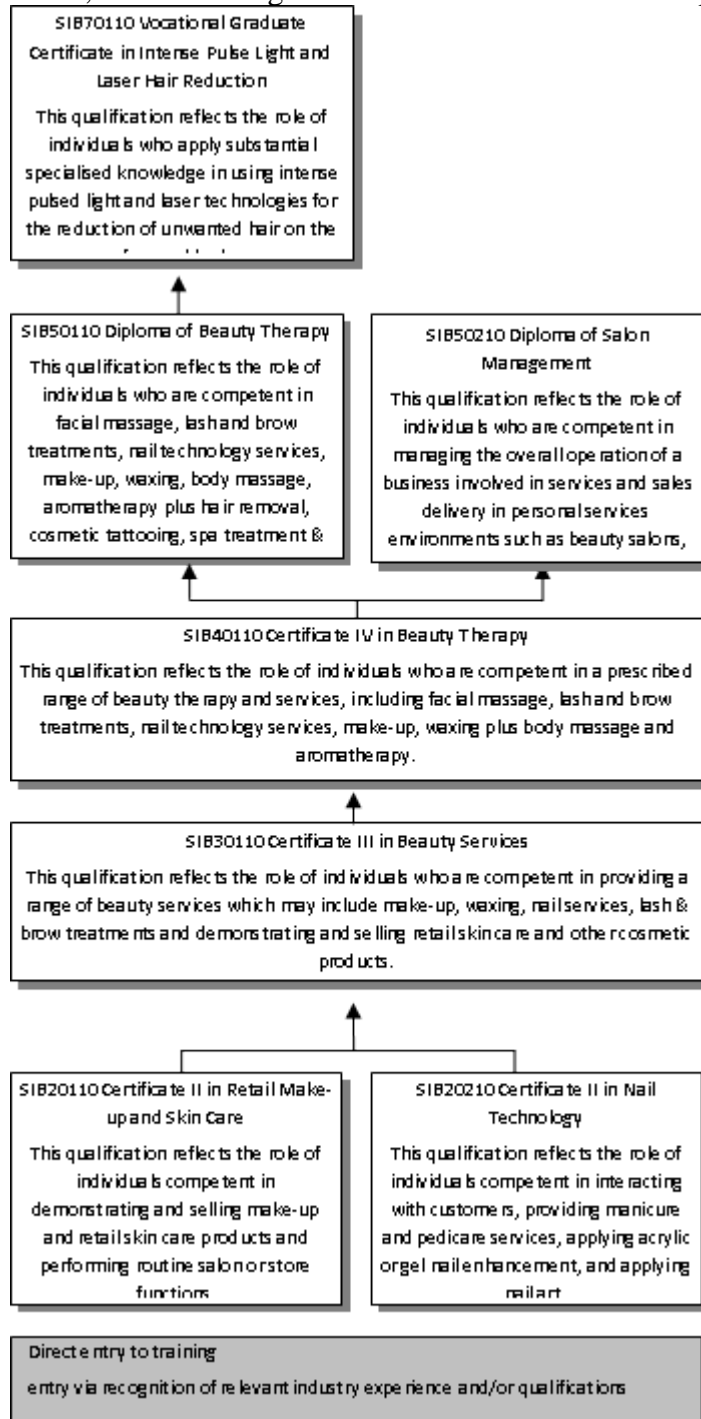 SIB70110 Vocational Graduate
Certificate in Intense Pulse Light and
Laser Hair Reduction
This qualification reflects the role of
individuals who apply substantial
specialised knowledge in using intense
pulsed light and laser technologies for
the reduction of unwanted hair on the
SIB50110 Diploma of Beauty Therapy
This qualification reflects the role of
individuals who are competent in
facial massage, lash and brow
treatments, nail technology services,
make-up, waxing, body massage,
aromatherapy plus hair removal,
cosmetic tattooing, spa treatment &
SIB50210 Diploma of Salon
Management
This qualification reflects the role of
individuals who are competent in
managing the overall operation of a
business involved in services and sales
delivery in personal services
environments such as beauty salons,
SIB40110 Certificate IV in Beauty Therapy
This qualification reflects the role of individuals who are competent in a prescribed
range of beauty therapy and services, including facial massage, lash and brow
treatments, nail technology services, make-up, waxing plus body massage and
aromatherapy.
SIB30110 Certificate III in Beauty Services
This qualification reflects the role of individuals who are competent in providing a
range of beauty services which may include make-up, waxing, nail services, lash &
brow treatments and demonstrating and selling retail skin care and other cosmetic
products.
SIB20110 Certificate II in Retail Make-
up and Skin Care
This qualification reflects the role of
individuals competent in
demonstrating and selling make-up
and retail skin care products and
performing routine salon or store
functions
SIB20210 Certificate II in Nail
Technology
This qualification reflects the role of
individuals competent in interacting
with customers, providing manicure
and pedicare services, applying acrylic
or gel nail enhancement, and applying
nail art
Direct entry to training
entry via recognition of relevant industry experience and/or qualifications